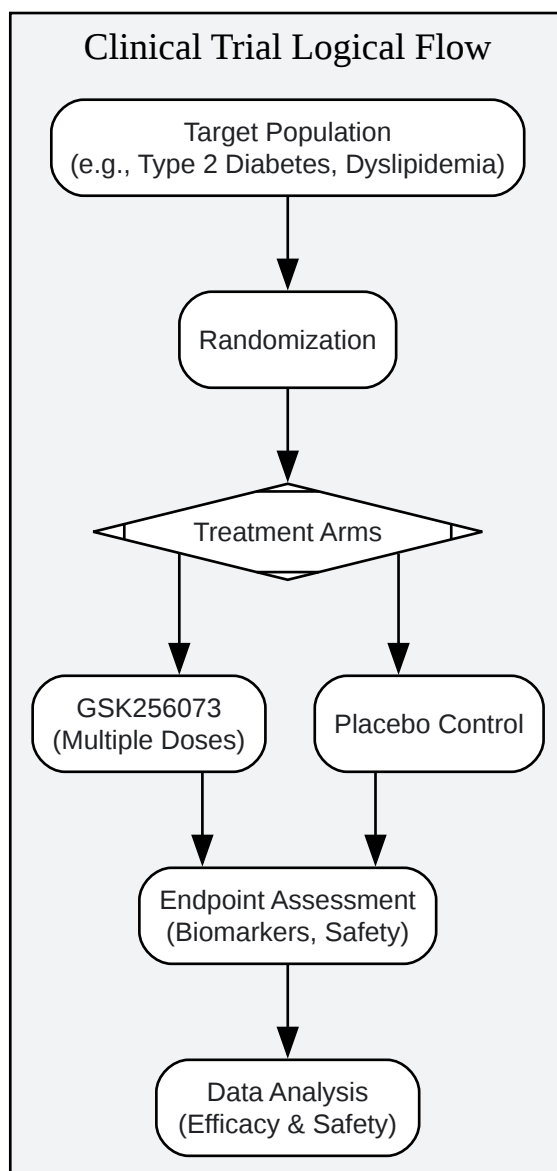 Clinical Trial Logical Flow
Target Population
(e.g., Type 2 Diabetes, Dyslipidemia)
Randomization
Treatment Arms
GSK256073
(Multiple Doses)
Placebo Control
Endpoint Assessment
(Biomarkers, Safety)
Data Analysis
(Efficacy & Safety)